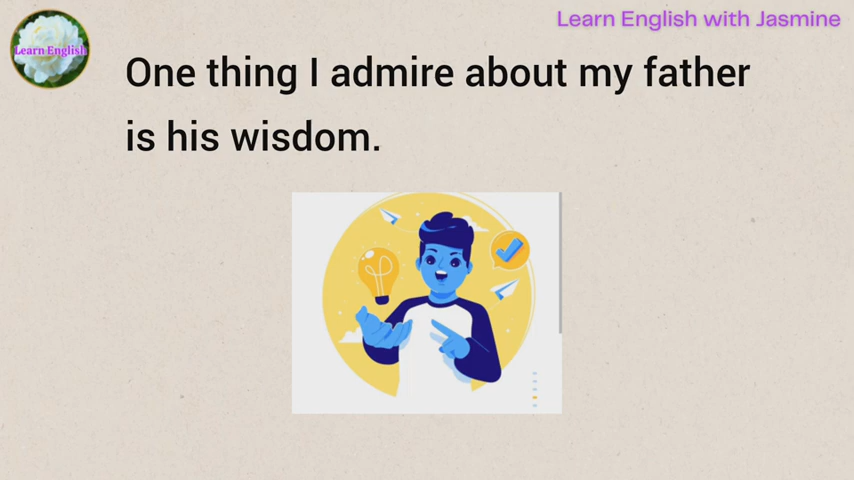 Learn English with Jasmine
Learn English
One thing I admire about my father
is his wisdom.